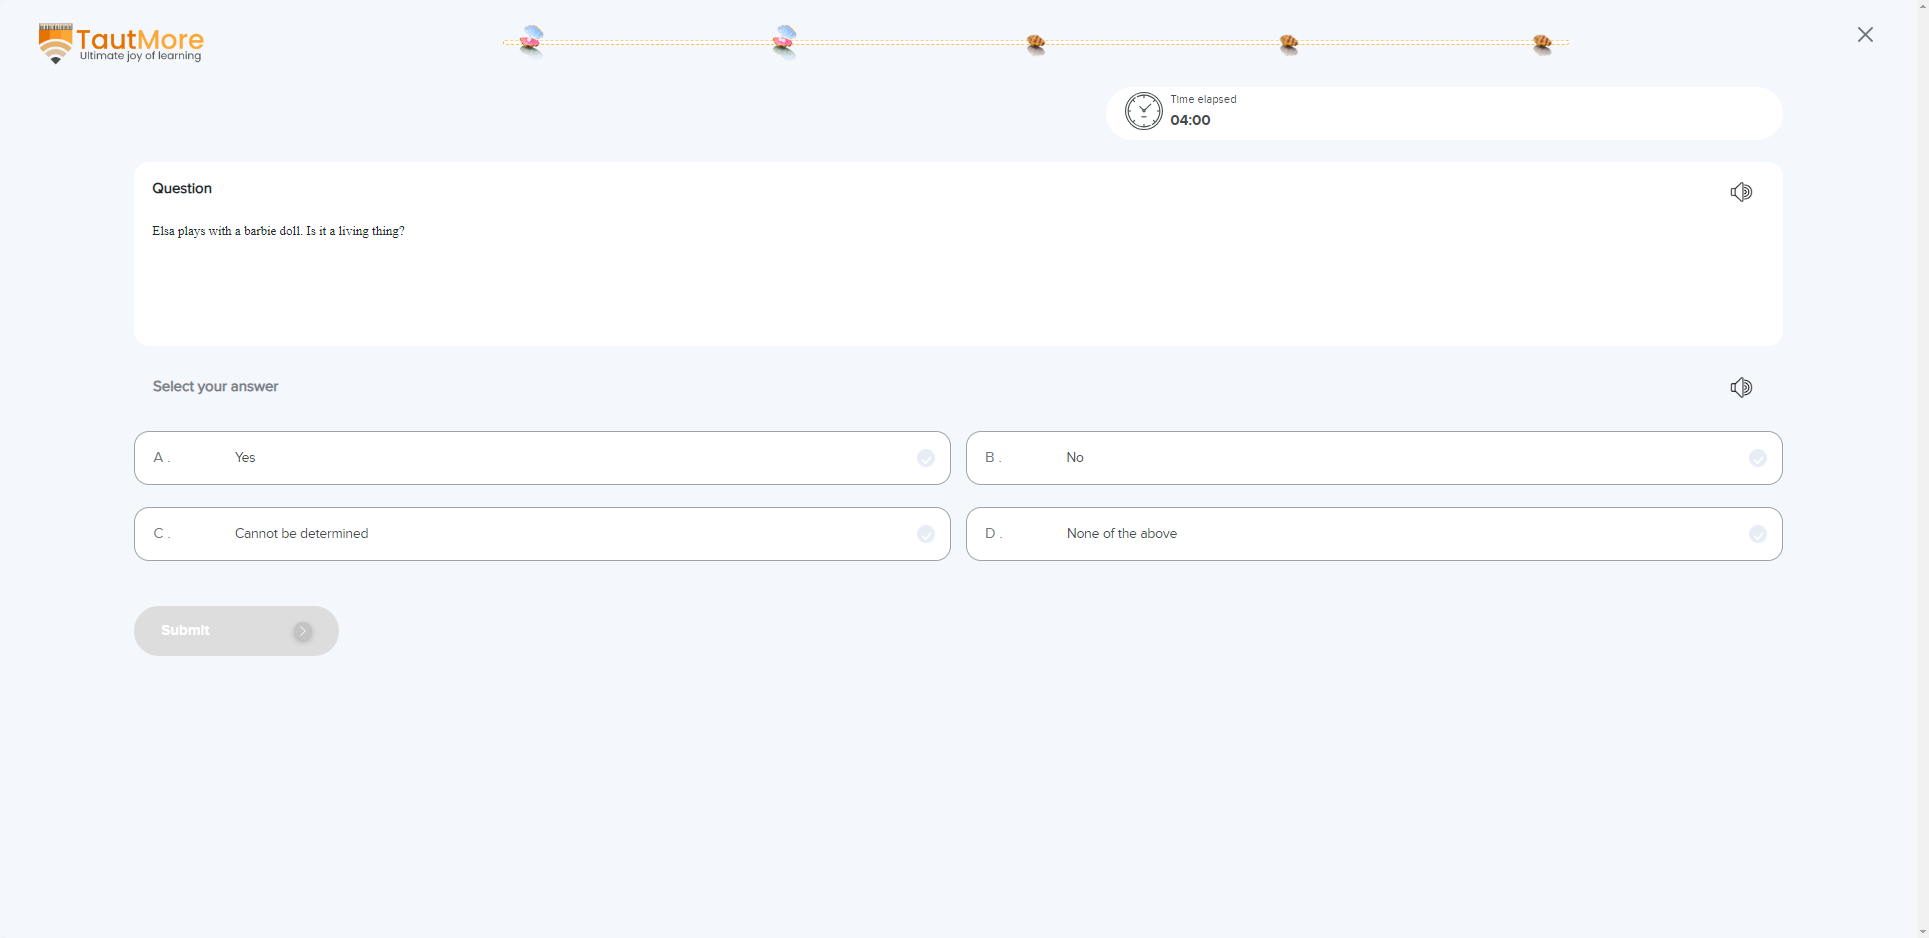 TautMore
Ultimate joy of learning
Time elapsed
04:00
Question
Elsa plays with a barbie doll. Is it a living thing?
Select your answer
A . Yes
B . No
C . Cannot be determined
D . None of the above
Submit